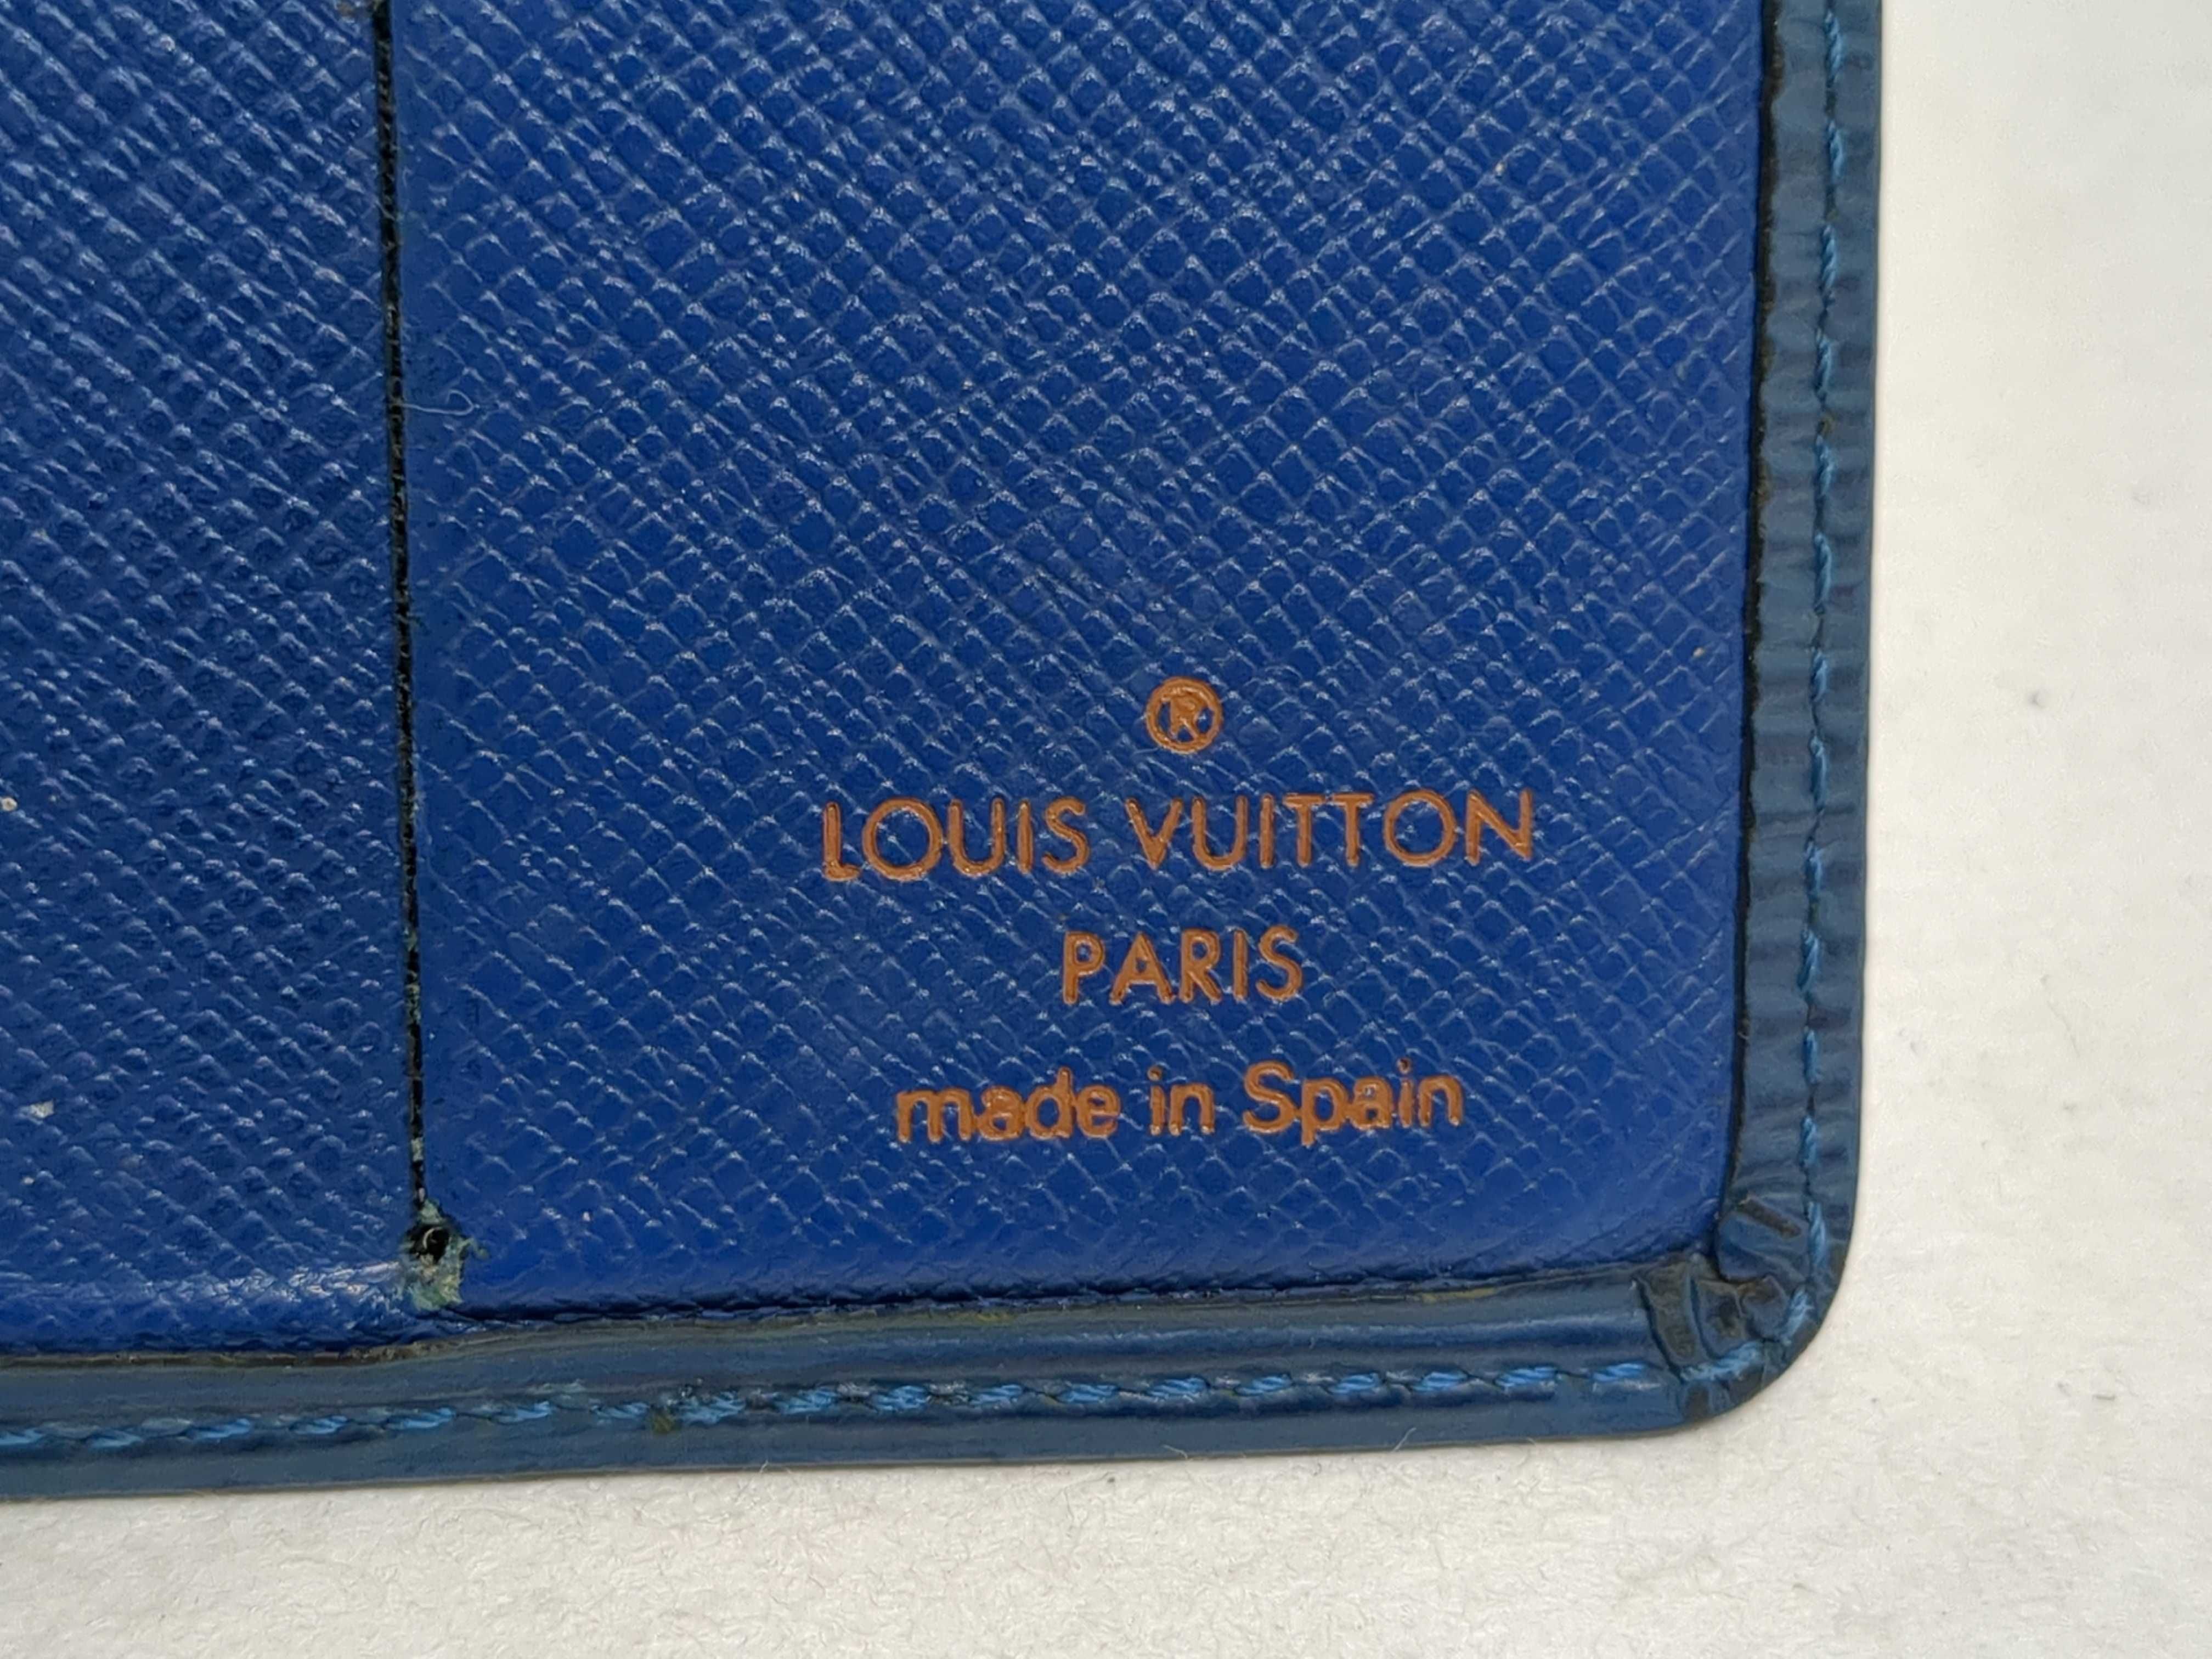 ®
LOUIS VUITTON
PARIS
made in Spain